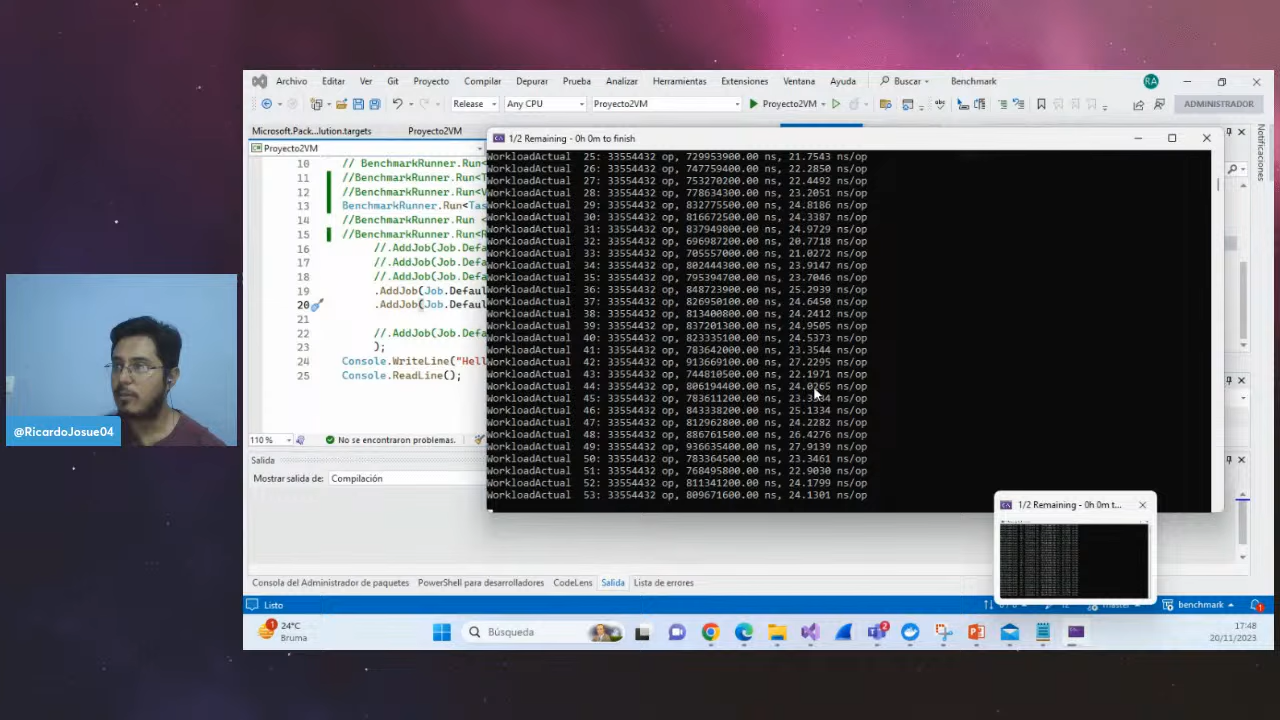 Archivo Editar Ver Git Proyecto Compilar Depurar Prueba Analizar Herramientas Extensiones Ventana Ayuda Buscar Benchmark RA
Release Any CPU Proyecto2VM Proyecto2VM ADMINISTRADOR
Microsoft.Pack...lution.targets Proyecto2VM
Proyecto2VM
1/2 Remaining - 0h 0m to finish
Notificaciones
10 // BenchmarkRunner.Run<
11 //BenchmarkRunner.Run<T
12 //BenchmarkRunner.Run<V
13 BenchmarkRunner.Run<Tas
14 //BenchmarkRunner.Run <
15 //BenchmarkRunner.Run<R
16 //.AddJob(Job.Defa
17 //.AddJob(Job.Defa
18 //.AddJob(Job.Defa
19 .AddJob(Job.Defaul
20 .AddJob(Job.Defaul
21
22 //.AddJob(Job.Defa
23 );
24 Console.WriteLine("Hell
25 Console.ReadLine();
WorkloadActual 25: 33554432 op, 729953900.00 ns, 21.7543 ns/op
WorkloadActual 26: 33554432 op, 747759400.00 ns, 22.2850 ns/op
WorkloadActual 27: 33554432 op, 753270200.00 ns, 22.4492 ns/op
WorkloadActual 28: 33554432 op, 778634300.00 ns, 23.2051 ns/op
WorkloadActual 29: 33554432 op, 832775500.00 ns, 24.8186 ns/op
WorkloadActual 30: 33554432 op, 816672500.00 ns, 24.3387 ns/op
WorkloadActual 31: 33554432 op, 837949800.00 ns, 24.9729 ns/op
WorkloadActual 32: 33554432 op, 696987200.00 ns, 20.7718 ns/op
WorkloadActual 33: 33554432 op, 705557000.00 ns, 21.0272 ns/op
WorkloadActual 34: 33554432 op, 802444300.00 ns, 23.9147 ns/op
WorkloadActual 35: 33554432 op, 795394700.00 ns, 23.7046 ns/op
WorkloadActual 36: 33554432 op, 848723900.00 ns, 25.2939 ns/op
WorkloadActual 37: 33554432 op, 826950100.00 ns, 24.6450 ns/op
WorkloadActual 38: 33554432 op, 813400800.00 ns, 24.2412 ns/op
WorkloadActual 39: 33554432 op, 837201300.00 ns, 24.9505 ns/op
WorkloadActual 40: 33554432 op, 823335100.00 ns, 24.5373 ns/op
WorkloadActual 41: 33554432 op, 783642000.00 ns, 23.3544 ns/op
WorkloadActual 42: 33554432 op, 913669100.00 ns, 27.2295 ns/op
WorkloadActual 43: 33554432 op, 744810500.00 ns, 22.1971 ns/op
WorkloadActual 44: 33554432 op, 806194400.00 ns, 24.0265 ns/op
WorkloadActual 45: 33554432 op, 783611200.00 ns, ns/op
WorkloadActual 46: 33554432 op, 843338200.00 ns, 25.1334 ns/op
WorkloadActual 47: 33554432 op, 812962800.00 ns, 24.2282 ns/op
WorkloadActual 48: 33554432 op, 886761500.00 ns, 26.4276 ns/op
WorkloadActual 49: 33554432 op, 936635400.00 ns, 27.9139 ns/op
WorkloadActual 50: 33554432 op, 783364500.00 ns, 23.3461 ns/op
WorkloadActual 51: 33554432 op, 768495800.00 ns, 22.9030 ns/op
WorkloadActual 52: 33554432 op, 811341200.00 ns, 24.1799 ns/op
WorkloadActual 53: 33554432 op, 809671600.00 ns, 24.1301 ns/op
@RicardoJosue04
110 % No se encontraron problemas.
Salida
Mostrar salida de: Compilación
1/2 Remaining - 0h 0m t...
Consola del Administrador de paquetes PowerShell para desarrolladores CodeLens Salida Lista de errores
Listo benchmark 1
1 24°C
Bruma
Búsqueda
2
17:48
20/11/2023